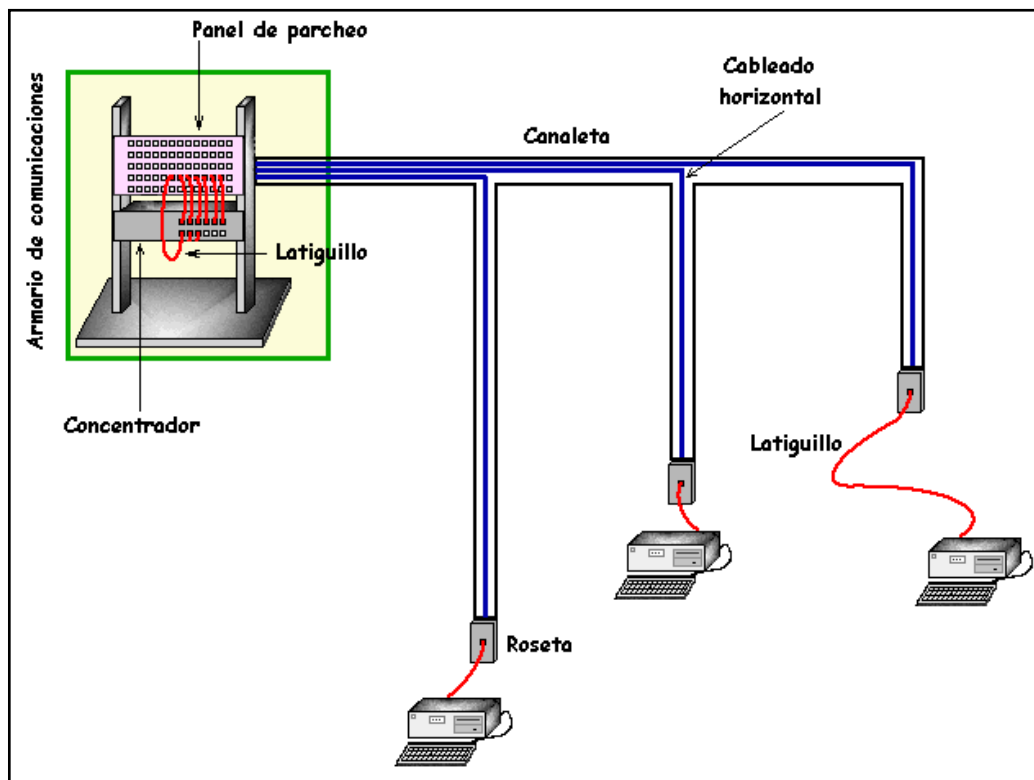 Panel de parcheo
Cableado
horizontal
Canaleta
Armario de comunicaciones
Latiguillo
Concentrador
Latiguillo
Roseta